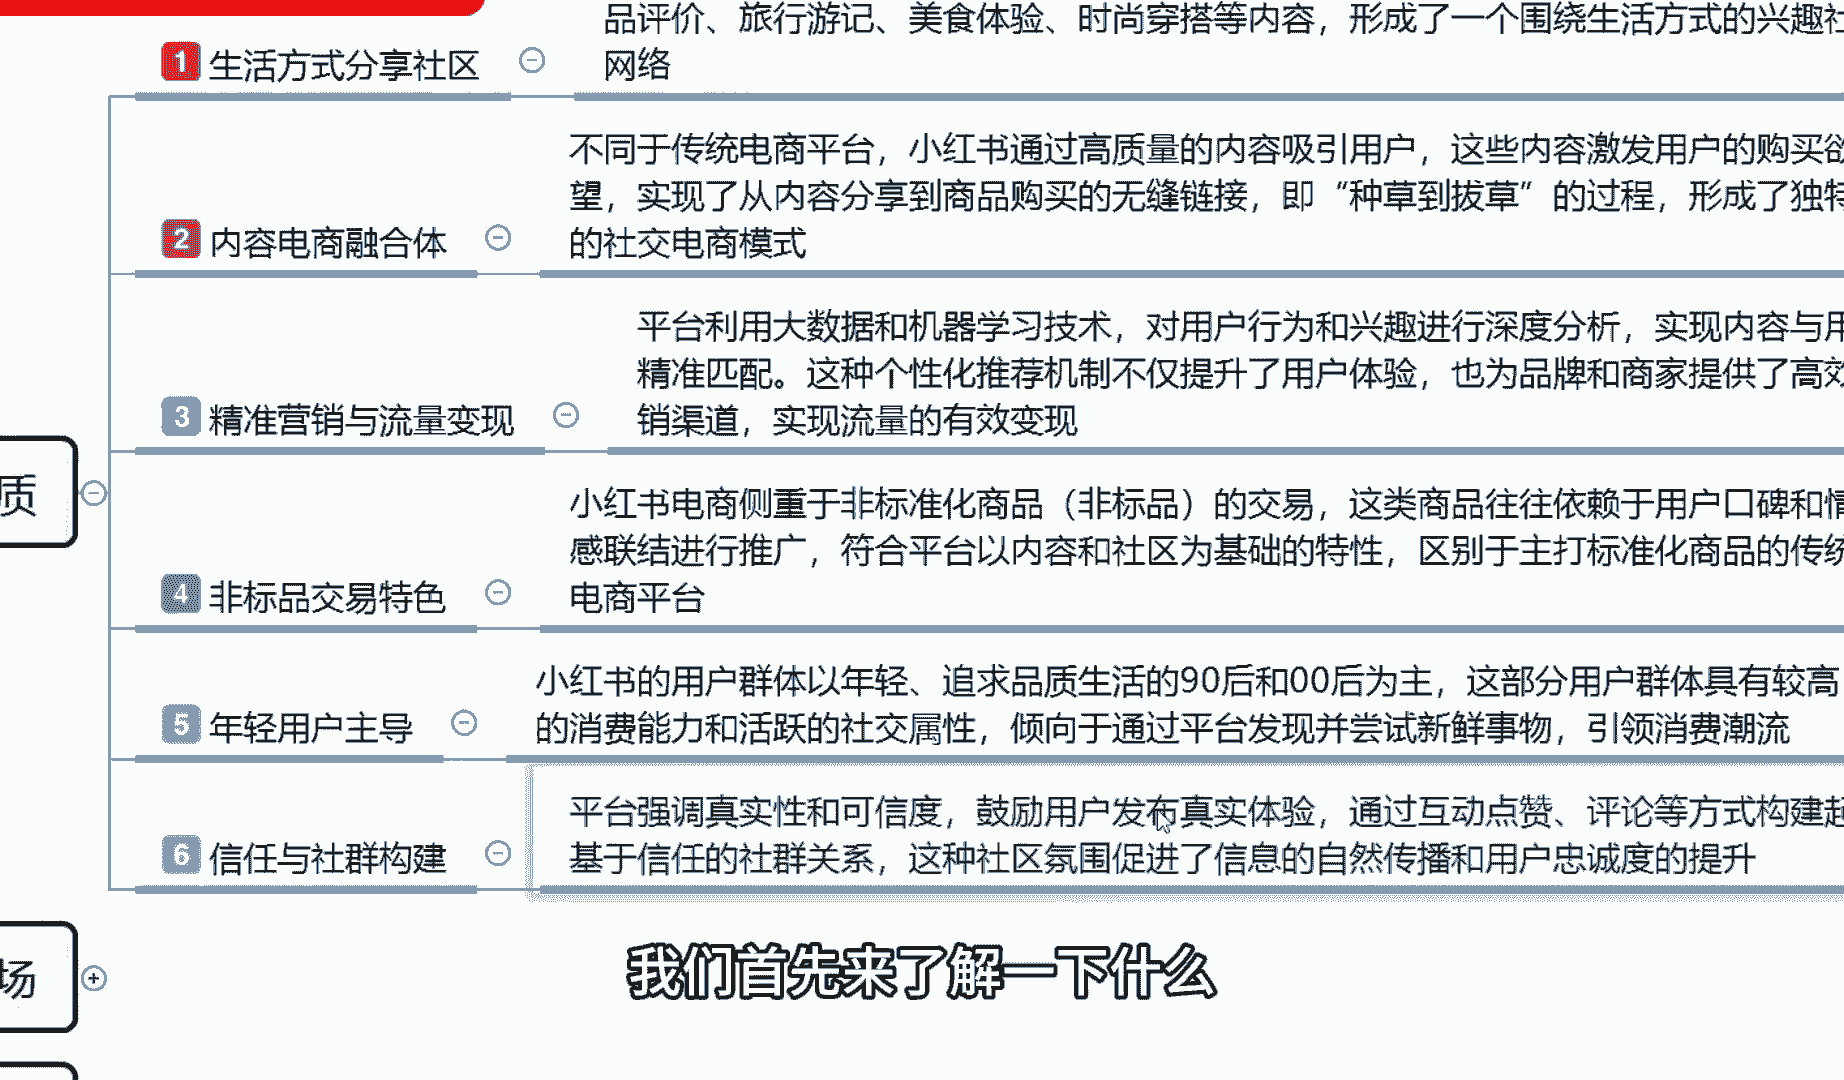 品评价、旅行游记、美食体验、时尚穿搭等内容，形成了一个围绕生活方式的兴趣社
1 生活方式分享社区
网络
不同于传统电商平台，小红书通过高质量的内容吸引用户，这些内容激发用户的购买欲
望，实现了从内容分享到商品购买的无缝链接，即“种草到拔草”的过程，形成了独特
2 内容电商融合体
的社交电商模式
平台利用大数据和机器学习技术，对用户行为和兴趣进行深度分析，实现内容与用
精准匹配。这种个性化推荐机制不仅提升了用户体验，也为品牌和商家提供了高效
3 精准营销与流量变现
销渠道，实现流量的有效变现
质
小红书电商侧重于非标准化商品（非标品）的交易，这类商品往往依赖于用户口碑和情
感联结进行推广，符合平台以内容和社区为基础的特性，区别于主打标准化商品的传统
4 非标品交易特色
电商平台
小红书的用户群体以年轻、追求品质生活的90后和00后为主，这部分用户群体具有较高
5 年轻用户主导
的消费能力和活跃的社交属性，倾向于通过平台发现并尝试新鲜事物，引领消费潮流
平台强调真实性和可信度，鼓励用户发布真实体验，通过互动点赞、评论等方式构建起
6 信任与社群构建
基于信任的社群关系，这种社区氛围促进了信息的自然传播和用户忠诚度的提升
场
我们首先来了解一下什么